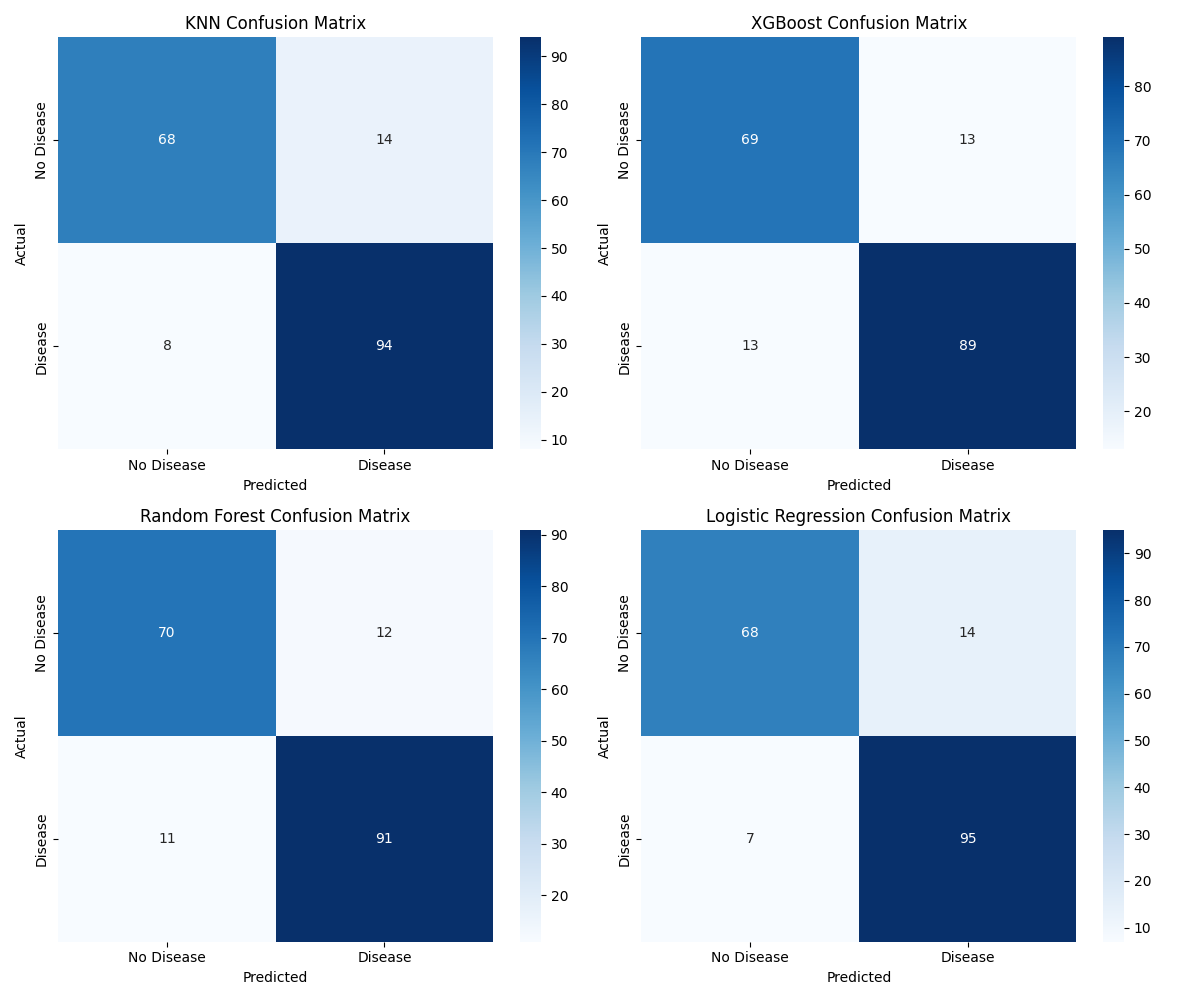 KNN Confusion Matrix
No Disease
Disease
Actual
68
14
8
94
No Disease
Disease
Predicted
90
80
70
60
50
40
30
20
10
XGBoost Confusion Matrix
No Disease
Disease
Actual
69
13
13
89
No Disease
Disease
Predicted
80
70
60
50
40
30
20
Random Forest Confusion Matrix
No Disease
Disease
Actual
70
12
11
91
No Disease
Disease
Predicted
90
80
70
60
50
40
30
20
Logistic Regression Confusion Matrix
No Disease
Disease
Actual
68
14
7
95
No Disease
Disease
Predicted
90
80
70
60
50
40
30
20
10